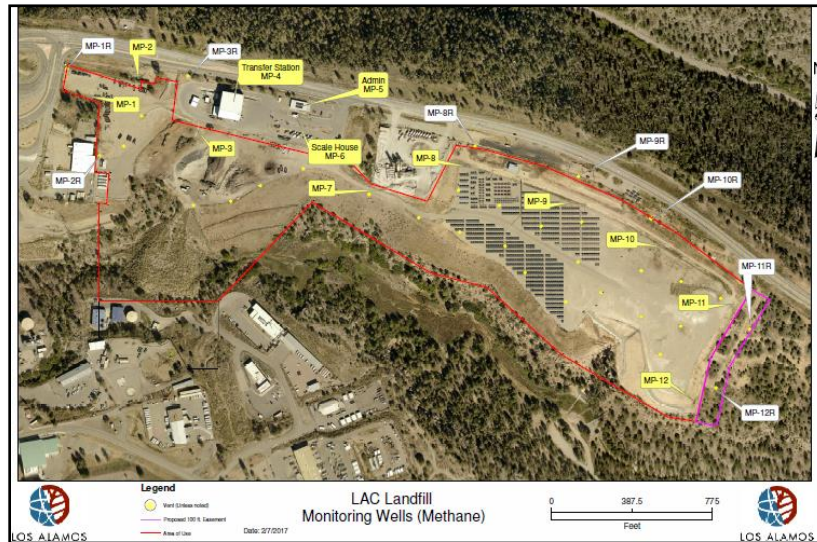 MP-1R
MP-2
MP-3R
Transfer Station
MP-4
Admin
MP-5
MP-1
MP-8R
MP-3
Scale House
MP-6
MP-8
MP-9R
MP-2R
MP-7
MP-10R
MP-9
MP-10
MP-11R
MP-11
MP-12
MP-12R
N
Legend
Vent (Unless noted)
Proposed 100 ft. Easement
Area of Use
Date: 2/7/2017
LAC Landfill
Monitoring Wells (Methane)
0 387.5 775
Feet
LOS ALAMOS
LOS ALAMOS